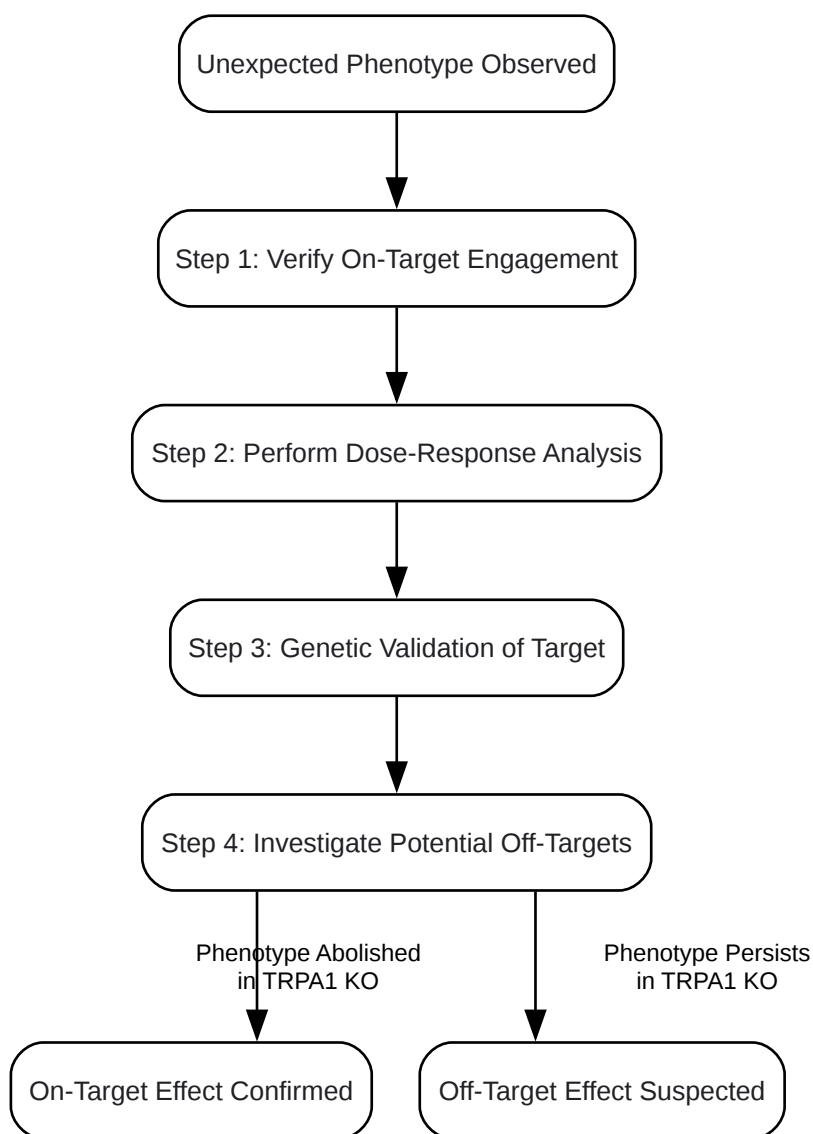 Unexpected Phenotype Observed
Step 1: Verify On-Target Engagement
Step 2: Perform Dose-Response Analysis
Step 3: Genetic Validation of Target
Step 4: Investigate Potential Off-Targets
Phenotype Abolished
in TRPA1 KO
Phenotype Persists
in TRPA1 KO
On-Target Effect Confirmed
Off-Target Effect Suspected